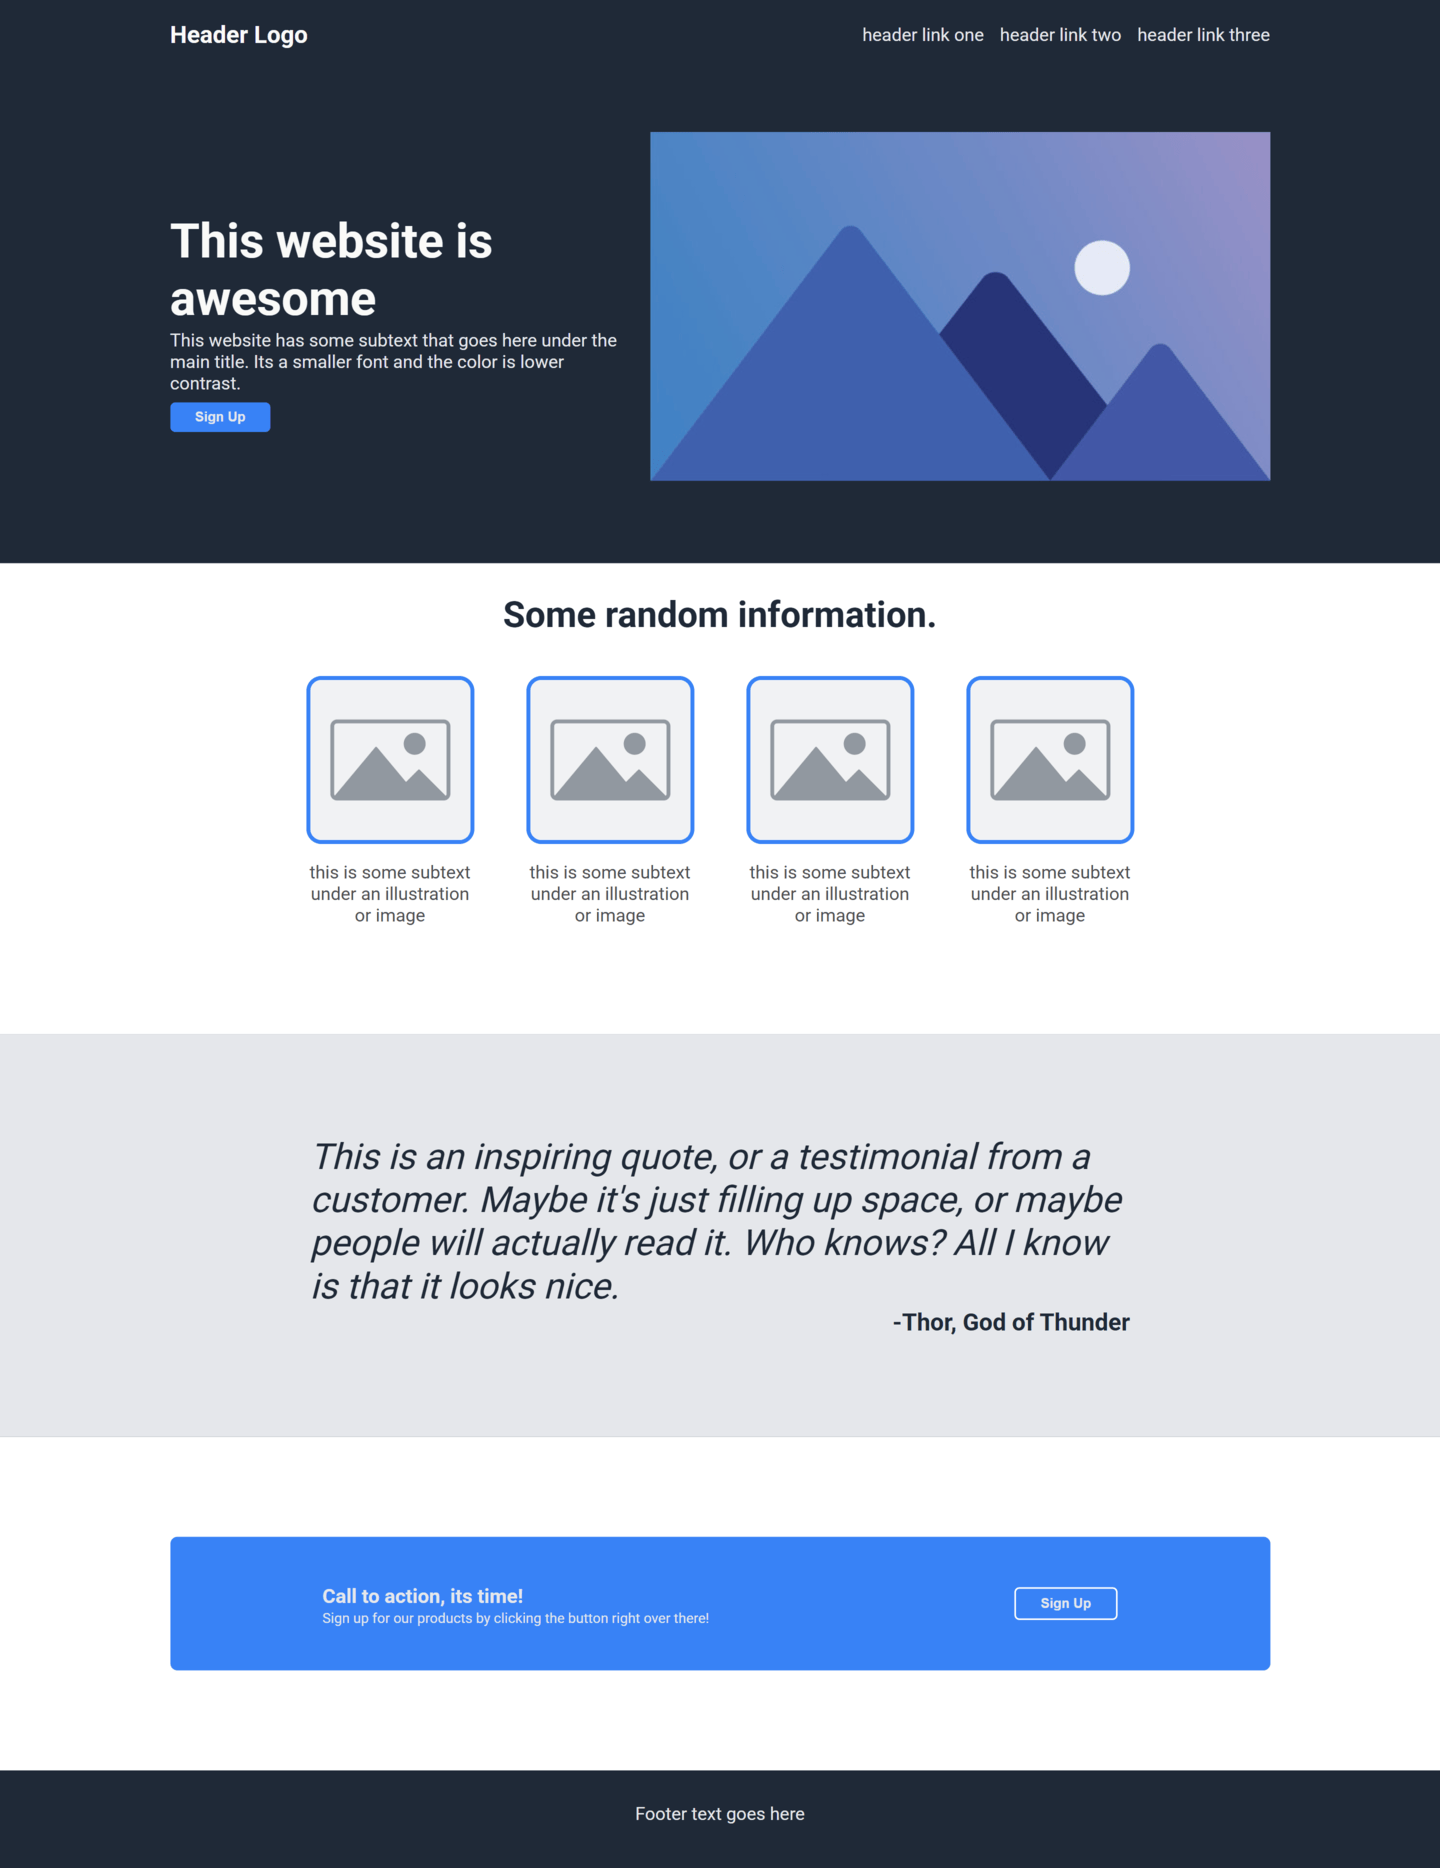 Header Logo
header link one header link two header link three
This website is
awesome
This website has some subtext that goes here under the
main title. Its a smaller font and the color is lower
contrast.
Sign Up
Some random information.
this is some subtext
under an illustration
or image
this is some subtext
under an illustration
or image
this is some subtext
under an illustration
or image
this is some subtext
under an illustration
or image
This is an inspiring quote, or a testimonial from a
customer. Maybe it's just filling up space, or maybe
people will actually read it. Who knows? All I know
is that it looks nice.
-Thor, God of Thunder
Call to action, its time!
Sign up for our products by clicking the button right over there!
Sign Up
Footer text goes here